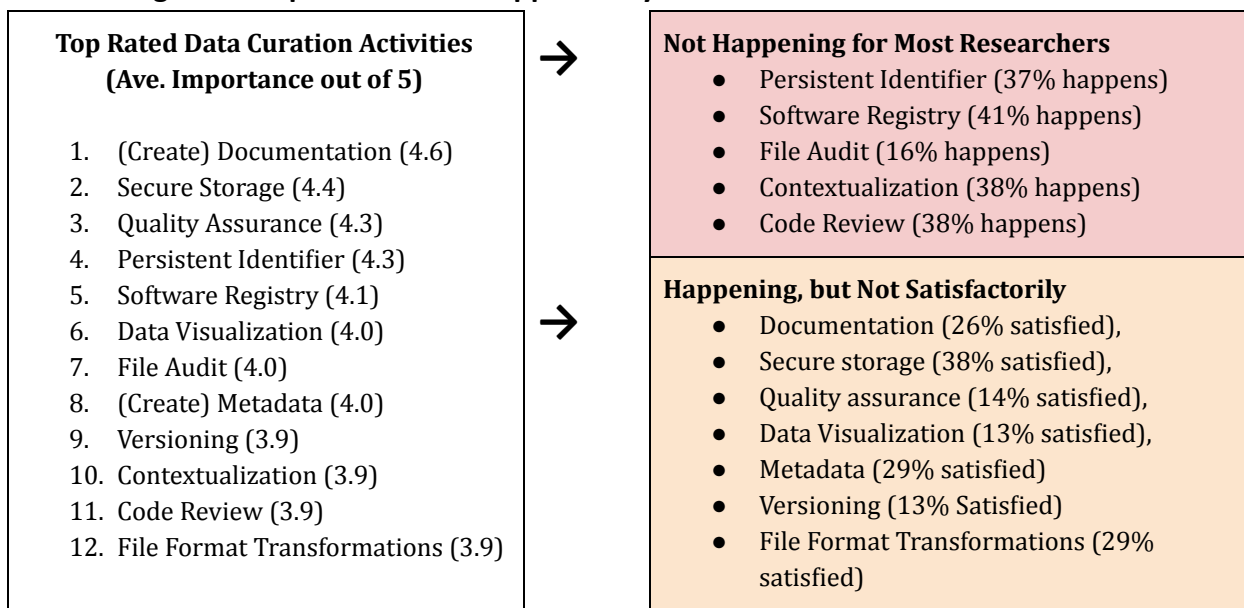 Top Rated Data Curation Activities
(Ave. Importance out of 5)
1. (Create) Documentation (4.6)
2. Secure Storage (4.4)
3. Quality Assurance (4.3)
4. Persistent Identifier (4.3)
5. Software Registry (4.1)
6. Data Visualization (4.0)
7. File Audit (4.0)
8. (Create) Metadata (4.0)
9. Versioning (3.9)
10. Contextualization (3.9)
11. Code Review (3.9)
12. File Format Transformations (3.9)
→
→
Not Happening for Most Researchers
● Persistent Identifier (37% happens)
● Software Registry (41% happens)
● File Audit (16% happens)
● Contextualization (38% happens)
● Code Review (38% happens)
Happening, but Not Satisfactorily
● Documentation (26% satisfied),
● Secure storage (38% satisfied),
● Quality assurance (14% satisfied),
● Data Visualization (13% satisfied),
● Metadata (29% satisfied)
● Versioning (13% Satisfied)
● File Format Transformations (29%
satisfied)